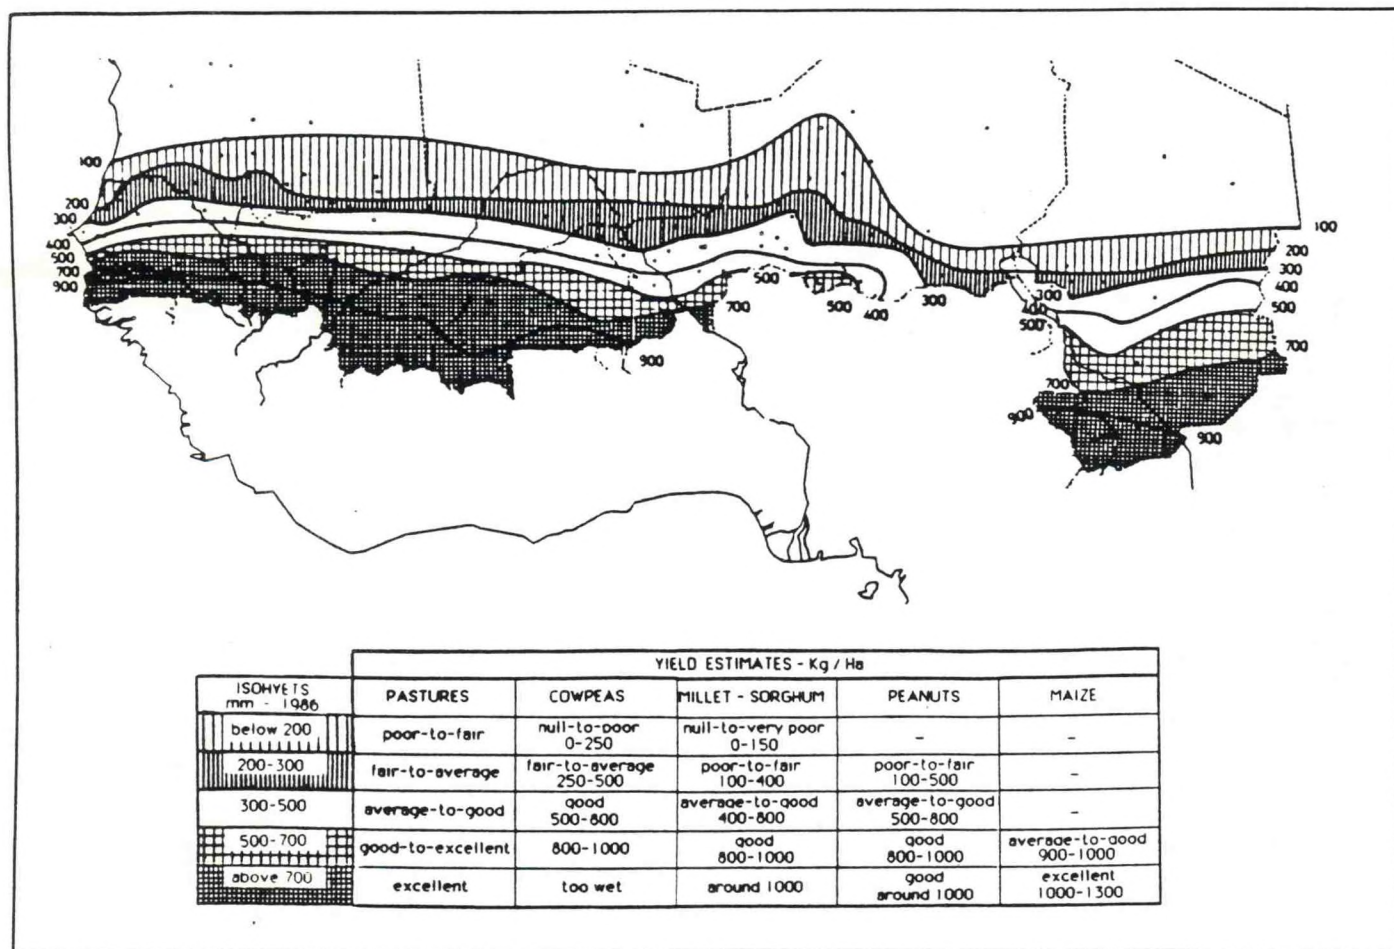 100
200
300
400
500
700
900
500
700
500
400
300
900
300
400
500
700
900
900
100
200
300
400
500
700
YIELD ESTIMATES - Kg / Ha
ISOHYETS
mm - 1986
PASTURES
COWPEAS
MILLET - SORGHUM
PEANUTS
MAIZE
below 200
poor-to-fair
null-to-poor
0-250
null-to-very poor
0-150
-
-
200-300
fair-to-average
fair-to-average
250-500
poor-to-fair
100-400
poor-to-fair
100-500
-
300-500
average-to-good
good
500-800
average-to-good
400-800
average-to-good
500-800
-
500-700
good-to-excellent
800-1000
good
800-1000
good
800-1000
average-to-good
900-1000
above 700
excellent
too wet
around 1000
good
around 1000
excellent
1000-1300